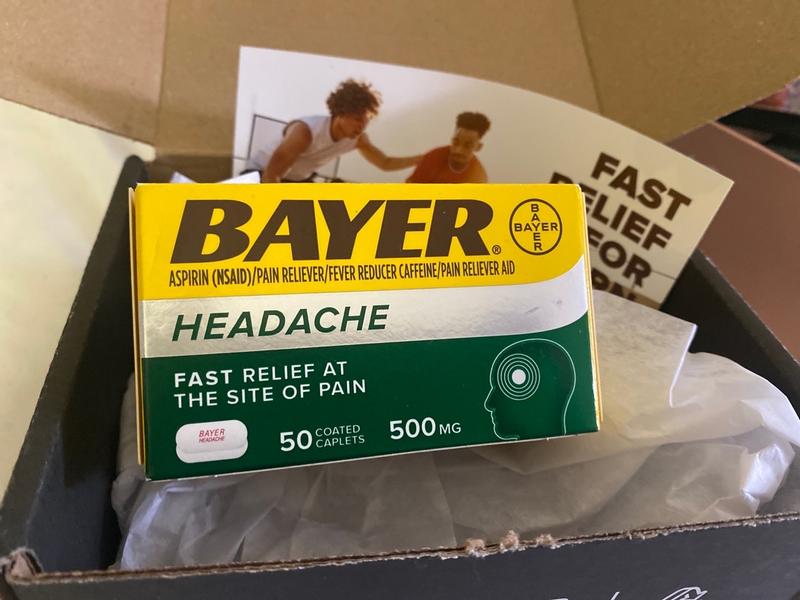 FAST
RELIEF
FOR
BAYER®
BAYER
BAYER
ASPIRIN (NSAID)/PAIN RELIEVER/FEVER REDUCER CAFFEINE/PAIN RELIEVER AID
HEADACHE
FAST RELIEF AT
THE SITE OF PAIN
BAYER
HEADACHE
50 COATED
CAPLETS
500 MG